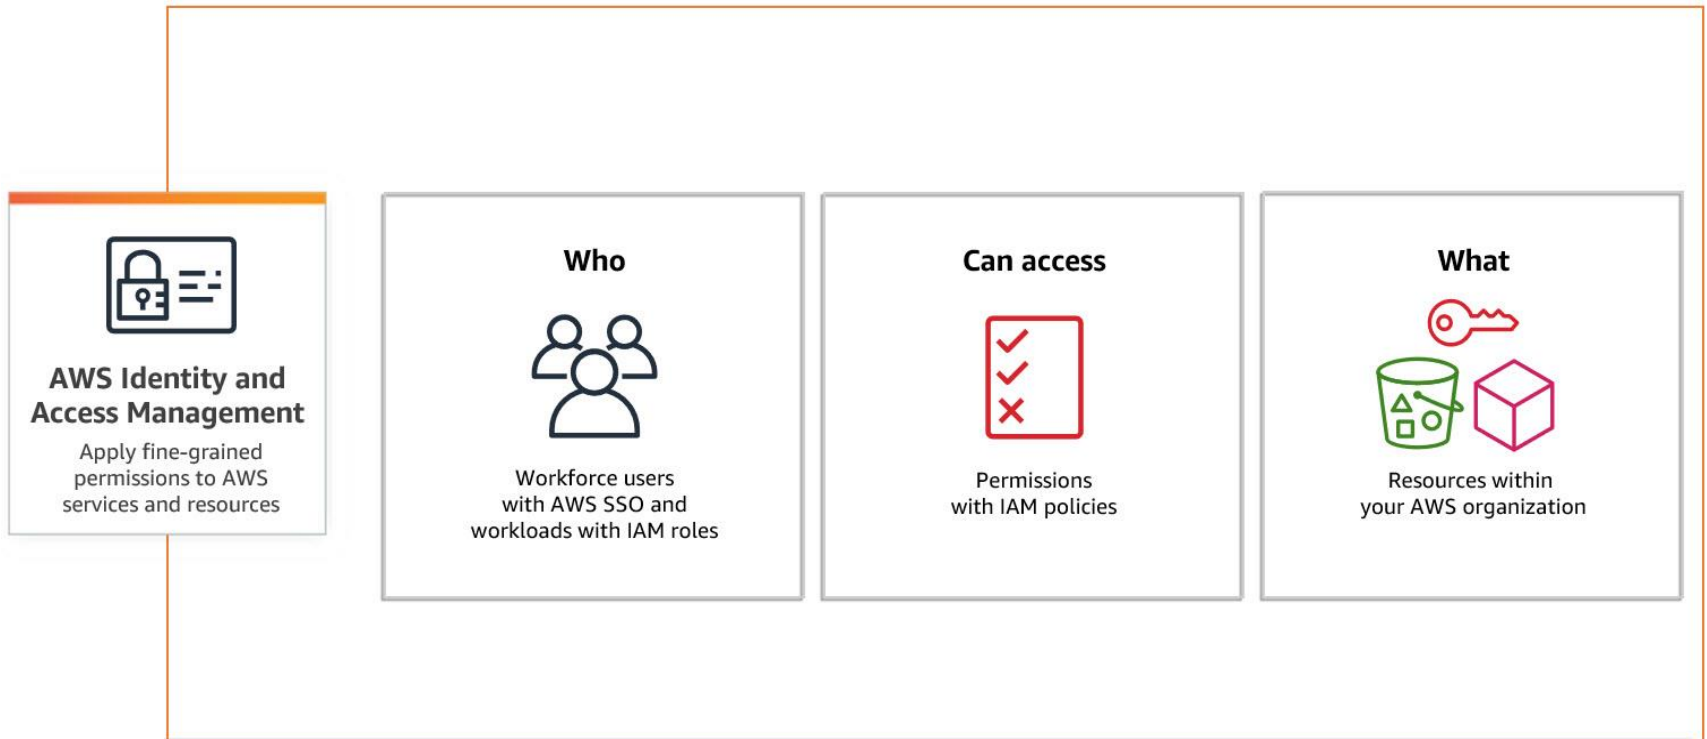 AWS Identity and
Access Management
Apply fine-grained
permissions to AWS
services and resources
Who
Workforce users
with AWS SSO and
workloads with IAM roles
Can access
Permissions
with IAM policies
What
Resources within
your AWS organization